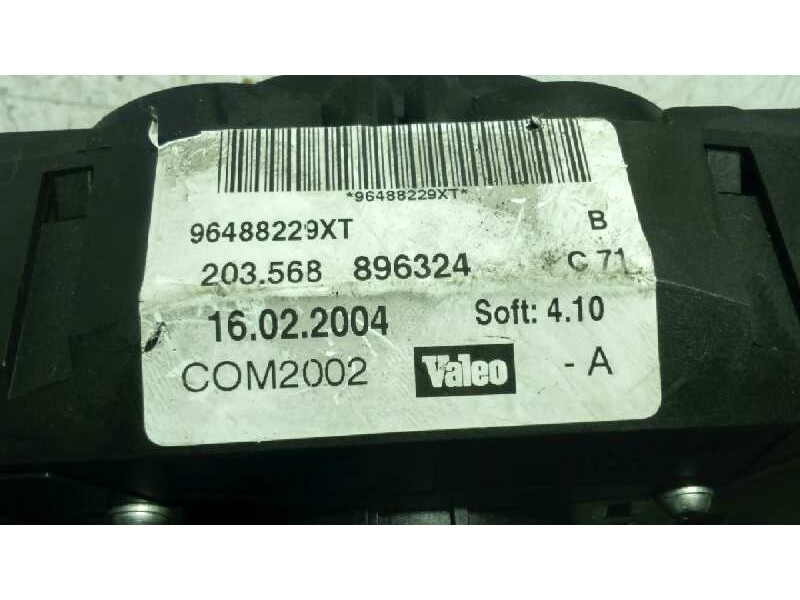 *96488229XT*
96488229XT B
203.568 896324 C 71
16.02.2004 Soft: 4.10
COM2002 Valeo - A